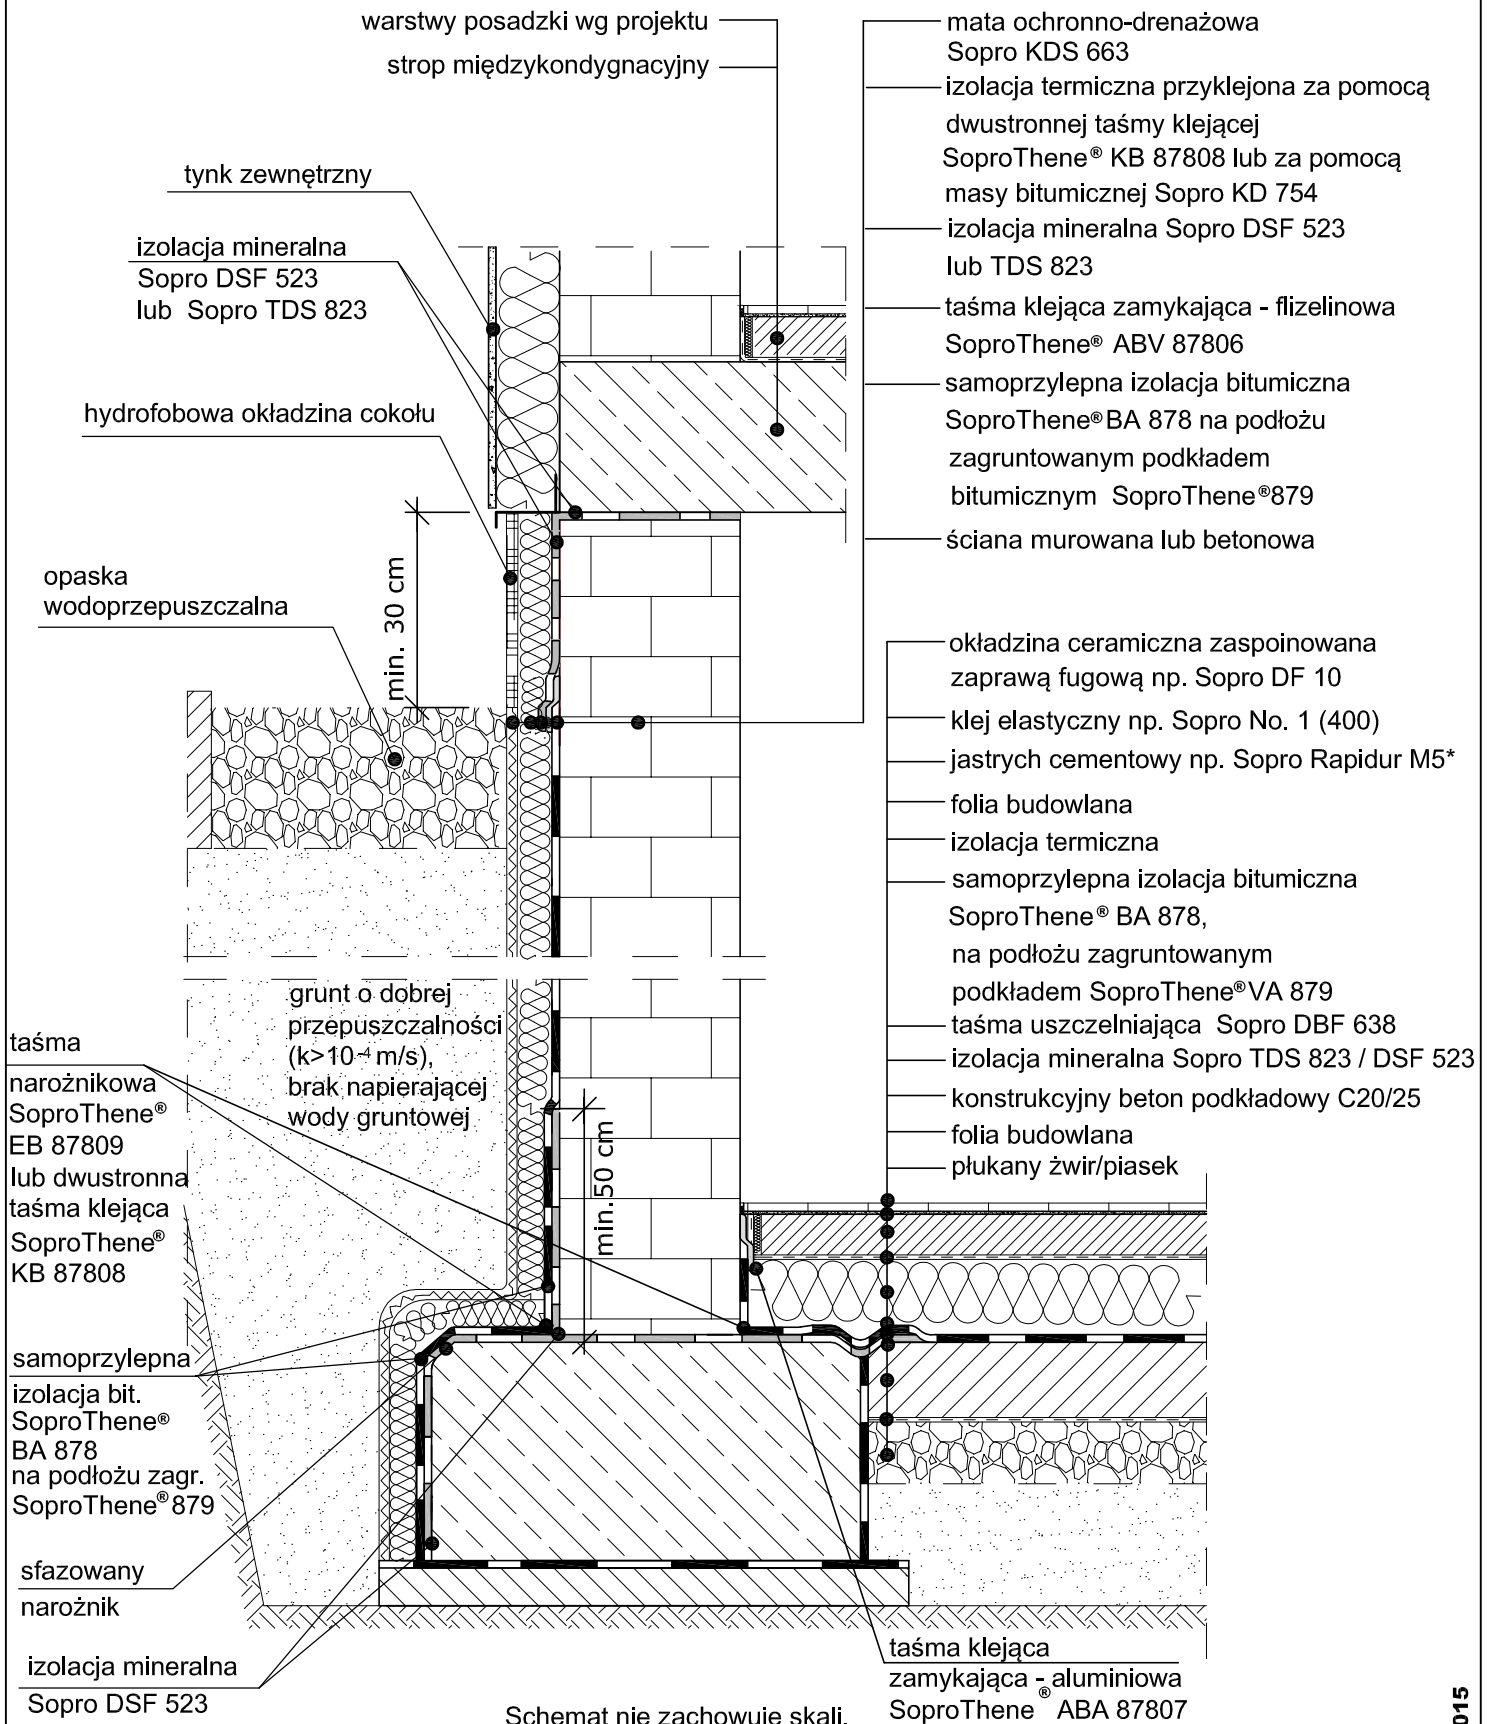 warstwy posadzki wg projektu
strop międzykondygnacyjny
tynk zewnętrzny
izolacja mineralna
Sopro DSF 523
lub Sopro TDS 823
hydrofobowa okładzina cokołu
opaska
wodoprzepuszczalna
min. 30 cm
mata ochronno-drenażowa
Sopro KDS 663
izolacja termiczna przyklejona za pomocą
dwustronnej taśmy klejącej
SoproThene® KB 87808 lub za pomocą
masy bitumicznej Sopro KD 754
izolacja mineralna Sopro DSF 523
lub TDS 823
taśma klejąca zamykająca - flizelinowa
SoproThene® ABV 87806
samoprzylepna izolacja bitumiczna
SoproThene® BA 878 na podłożu
zagruntowanym podkładem
bitumicznym SoproThene®879
ściana murowana lub betonowa
okładzina ceramiczna zaspoinowana
zaprawą fugową np. Sopro DF 10
klej elastyczny np. Sopro No. 1 (400)
jastrych cementowy np. Sopro Rapidur M5*
folia budowlana
izolacja termiczna
samoprzylepna izolacja bitumiczna
SoproThene® BA 878,
na podłożu zagruntowanym
podkładem SoproThene®VA 879
taśma uszczelniająca Sopro DBF 638
izolacja mineralna Sopro TDS 823 / DSF 523
konstrukcyjny beton podkładowy C20/25
folia budowlana
płukany żwir/piasek
grunt o dobrej
przepuszczalności
(k>10⁻⁴ m/s),
brak napierającej
wody gruntowej
min.50 cm
taśma
narożnikowa
SoproThene®
EB 87809
lub dwustronna
taśma klejąca
SoproThene®
KB 87808
samoprzylepna
izolacja bit.
SoproThene®
BA 878
na podłożu zagr.
SoproThene®879
sfazowany
narożnik
izolacja mineralna
Sopro DSF 523
taśma klejąca
zamykająca - aluminiowa
SoproThene® ABA 87807
Schemat nie zachowuje skali.
015